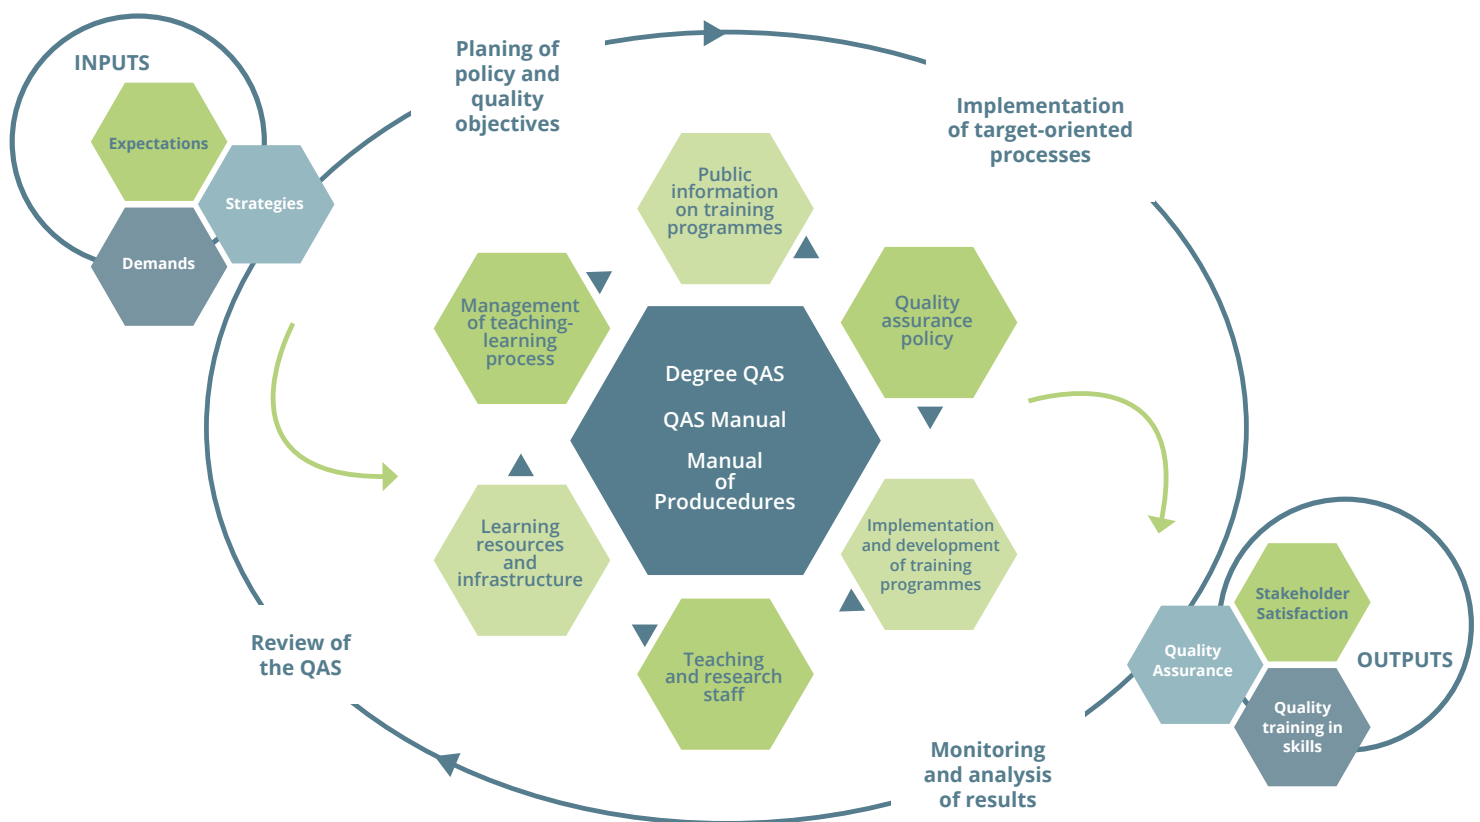 INPUTS
Expectations
Strategies
Demands
Planing of
policy and
quality
objectives
Implementation
of target-oriented
processes
Public
information
on training
programmes
Management
of teaching-
learning
process
Quality
assurance
policy
Degree QAS
QAS Manual
Manual
of
Producedures
Learning
resources
and
infrastructure
Implementation
and development
of training
programmes
Teaching
and research
staff
Review of
the QAS
Monitoring
and analysis
of results
Stakeholder
Satisfaction
Quality
Assurance
OUTPUTS
Quality
training in
skills